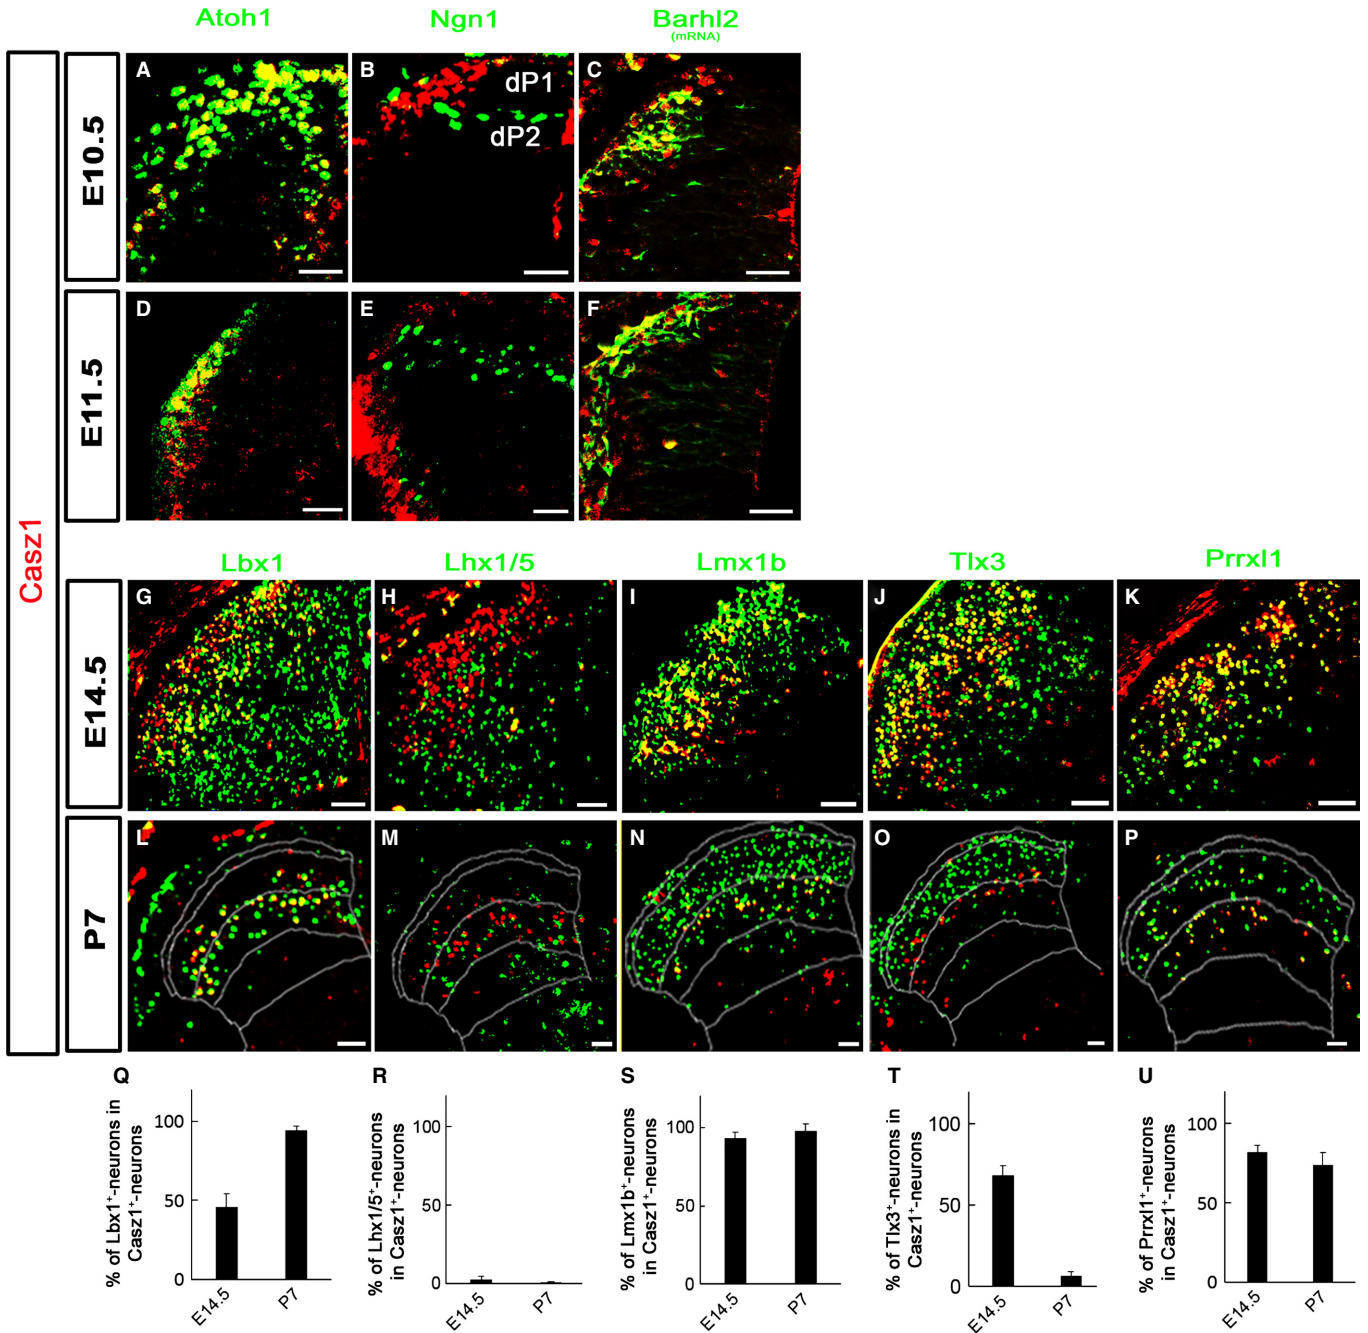 Atoh1
Ngn1
Barhl2
(mRNA)
Casz1
E10.5
A
B
dP1
dP2
C
E11.5
D
E
F
Lbx1
Lhx1/5
Lmx1b
Tlx3
Prrxl1
E14.5
G
H
I
J
K
P7
L
M
N
O
P
Q
% of Lbx1+-neurons in
Casz1+-neurons
100
50
0
E14.5
P7
R
% of Lhx1/5+-neurons
in Casz1+-neurons
100
50
0
E14.5
P7
S
% of Lmx1b+-neurons
in Casz1+-neurons
100
50
0
E14.5
P7
T
% of Tlx3+-neurons in
Casz1+-neurons
100
50
0
E14.5
P7
U
% of Prrxl1+-neurons
in Casz1+-neurons
100
50
0
E14.5
P7